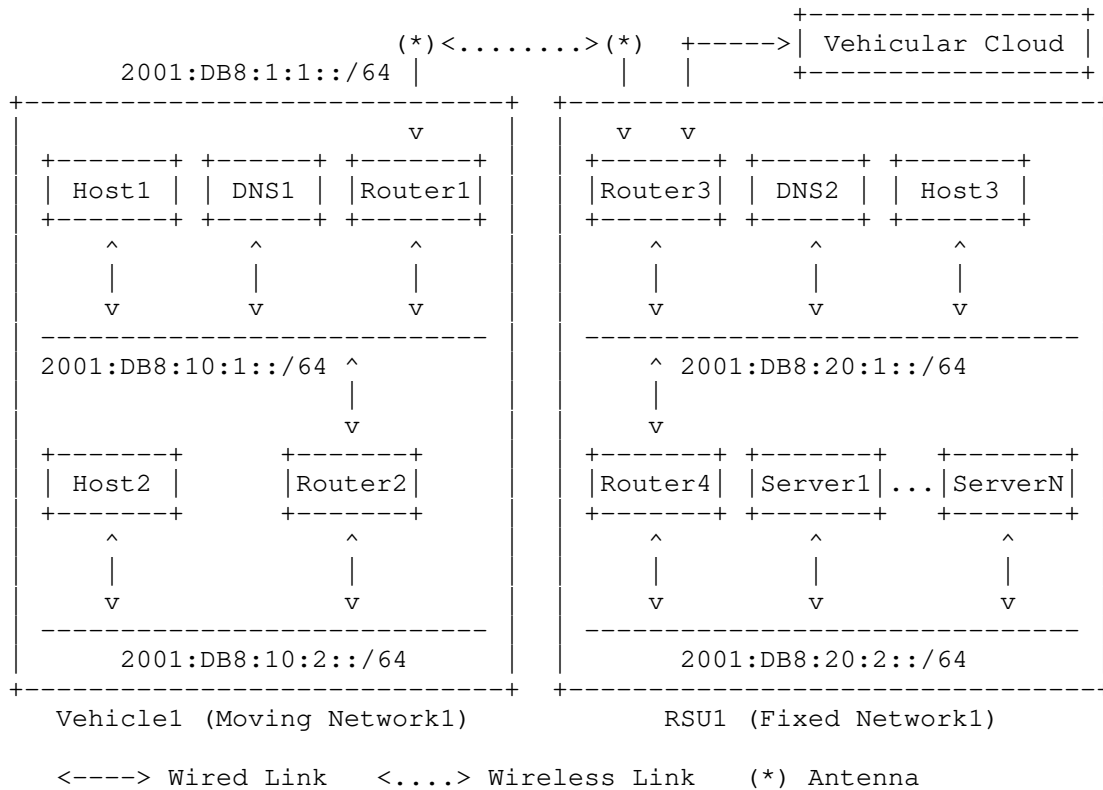 Vehicular Cloud
(*)<........>(*)
2001:DB8:1:1::/64
Host1 DNS1 Router1 Router3 DNS2 Host3
2001:DB8:10:1::/64 2001:DB8:20:1::/64
Host2 Router2 Router4 Server1 ... ServerN
2001:DB8:10:2::/64 2001:DB8:20:2::/64
Vehicle1 (Moving Network1) RSU1 (Fixed Network1)
<----> Wired Link <....> Wireless Link (*) Antenna